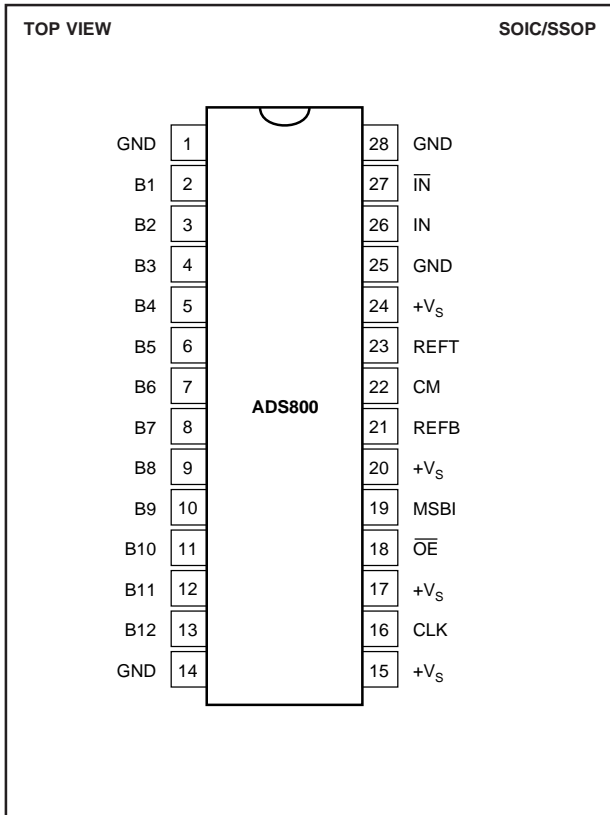 TOP VIEW SOIC/SSOP
GND 1 28 GND
B1 2 27 I̅N̅
B2 3 26 IN
B3 4 25 GND
B4 5 24 +VS
B5 6 23 REFT
B6 7 22 CM
ADS800
B7 8 21 REFB
B8 9 20 +VS
B9 10 19 MSBI
B10 11 18 O̅E̅
B11 12 17 +VS
B12 13 16 CLK
GND 14 15 +VS